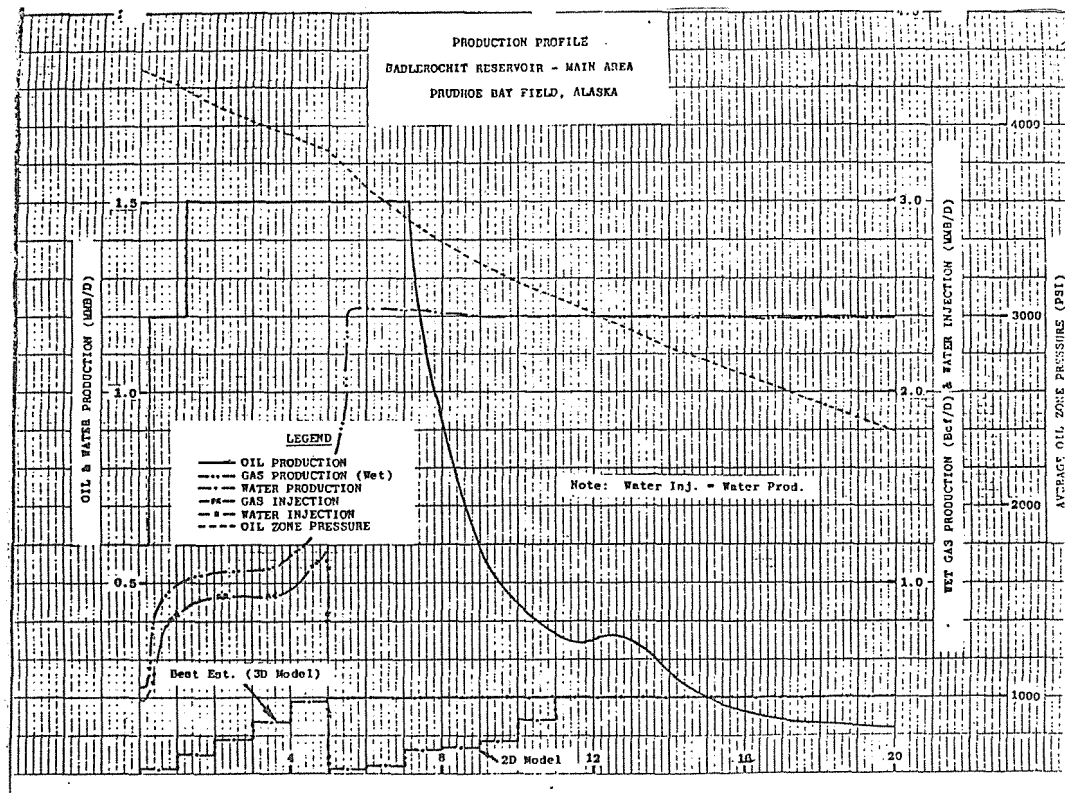 PRODUCTION PROFILE
SADLEROCHIT RESERVOIR - MAIN AREA
PRUDHOE BAY FIELD, ALASKA
4000
1.5
3.0
OIL & WATER PRODUCTION (MMB/D)
WET GAS PRODUCTION (Bcf/D) & WATER INJECTION (MMB/D)
AVERAGE OIL ZONE PRESSURE (PSI)
3000
1.0
2.0
LEGEND
OIL PRODUCTION
GAS PRODUCTION (Wet)
WATER PRODUCTION
GAS INJECTION
WATER INJECTION
OIL ZONE PRESSURE
Note: Water Inj. = Water Prod.
2000
0.5
1.0
Best Est. (3D Model)
1000
2D Model
4
8
12
20